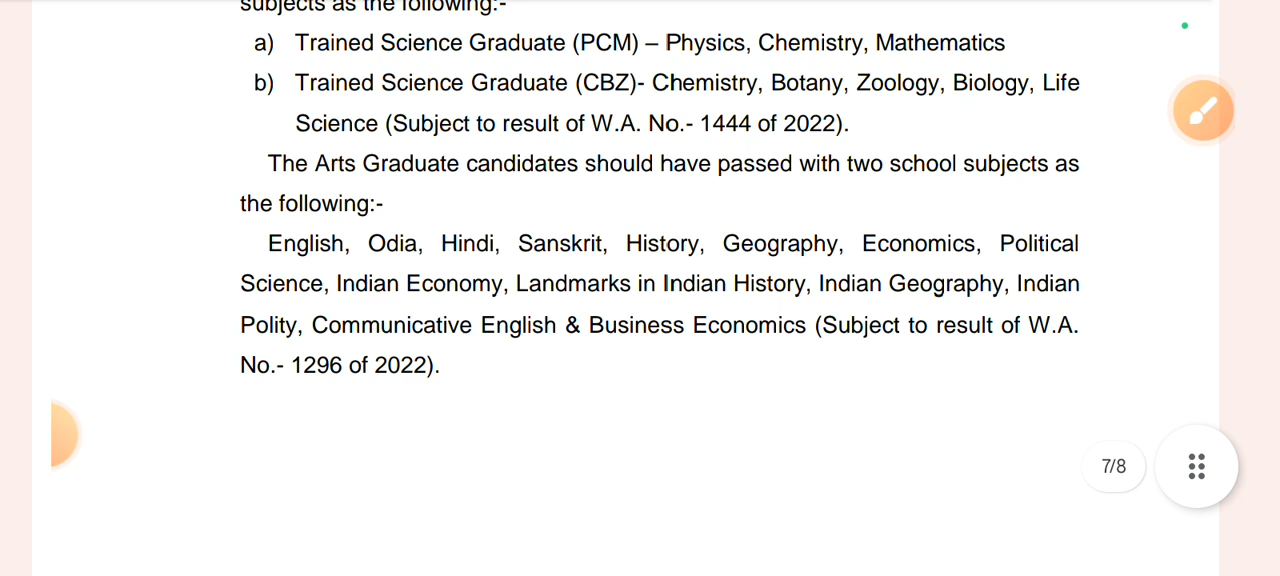 subjects as the following:-
a) Trained Science Graduate (PCM) – Physics, Chemistry, Mathematics
b) Trained Science Graduate (CBZ)- Chemistry, Botany, Zoology, Biology, Life
Science (Subject to result of W.A. No.- 1444 of 2022).
The Arts Graduate candidates should have passed with two school subjects as
the following:-
English, Odia, Hindi, Sanskrit, History, Geography, Economics, Political
Science, Indian Economy, Landmarks in Indian History, Indian Geography, Indian
Polity, Communicative English & Business Economics (Subject to result of W.A.
No.- 1296 of 2022).
7/8